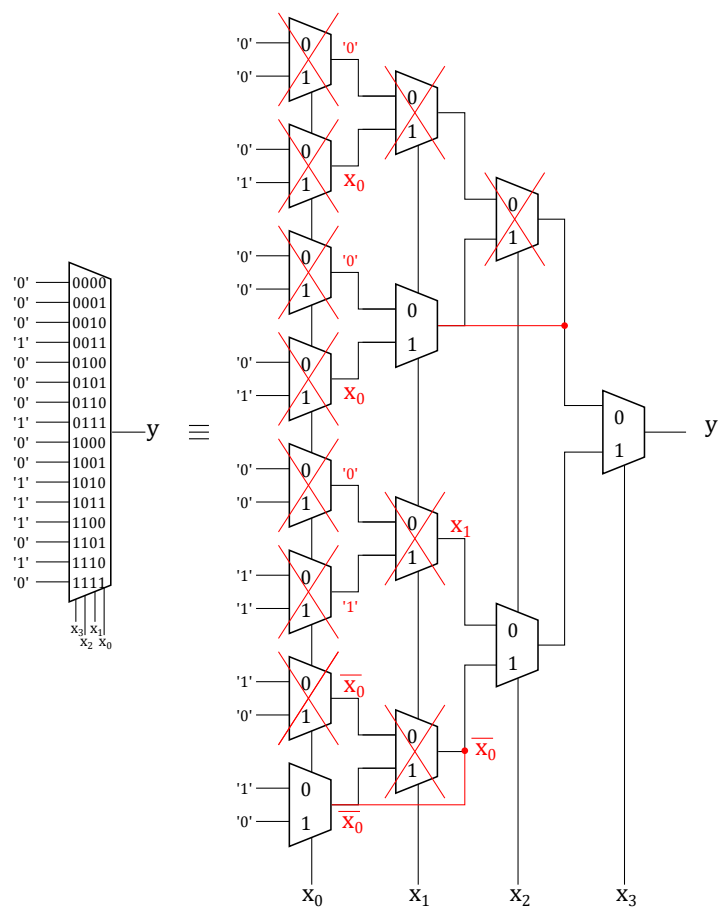 '0' 0000
'0' 0001
'0' 0010
'1' 0011
'0' 0100
'0' 0101
'0' 0110
'1' 0111
'0' 1000
'0' 1001
'1' 1010
'1' 1011
'1' 1100
'0' 1101
'1' 1110
'0' 1111
x₃ x₂ x₁ x₀
y
≡
'0' 0 '0'
'0' 1
'0' 0
'1' 1 x₀
'0' 0 '0'
'0' 1
'0' 0
'1' 1 x₀
'0' 0 '0'
'0' 1
'1' 0
'1' 1 '1'
'1' 0 x̅₀
'0' 1
'1' 0
'0' 1 x̅₀
0
1
0
1
0 x₁
1
0
1 x̅₀
0
1
0
1
0
1
y
x₀ x₁ x₂ x₃